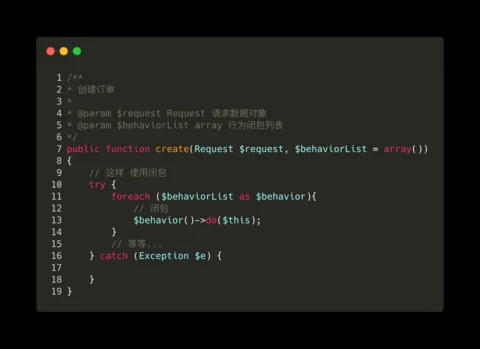 1 /**
2 * 创建订单
3 *
4 * @param $request Request 请求数据对象
5 * @param $behaviorList array 行为闭包列表
6 */
7 public function create(Request $request, $behaviorList = array())
8 {
9     // 这样 使用闭包
10     try {
11         foreach ($behaviorList as $behavior){
12             // 闭包
13             $behavior()->do($this);
14         }
15         // 等等...
16     } catch (Exception $e) {
17
18     }
19 }